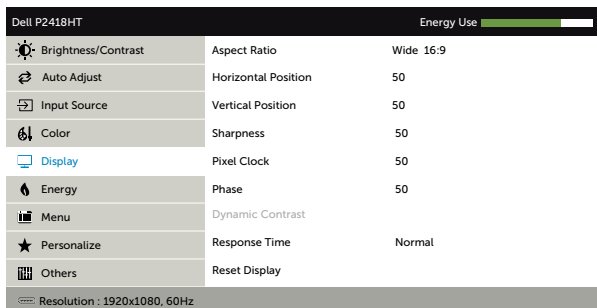 Dell P2418HT Energy Use
Brightness/Contrast Aspect Ratio Wide 16:9
Auto Adjust Horizontal Position 50
Input Source Vertical Position 50
Color Sharpness 50
Display Pixel Clock 50
Energy Phase 50
Menu Dynamic Contrast
Personalize Response Time Normal
Others Reset Display
Resolution : 1920x1080, 60Hz